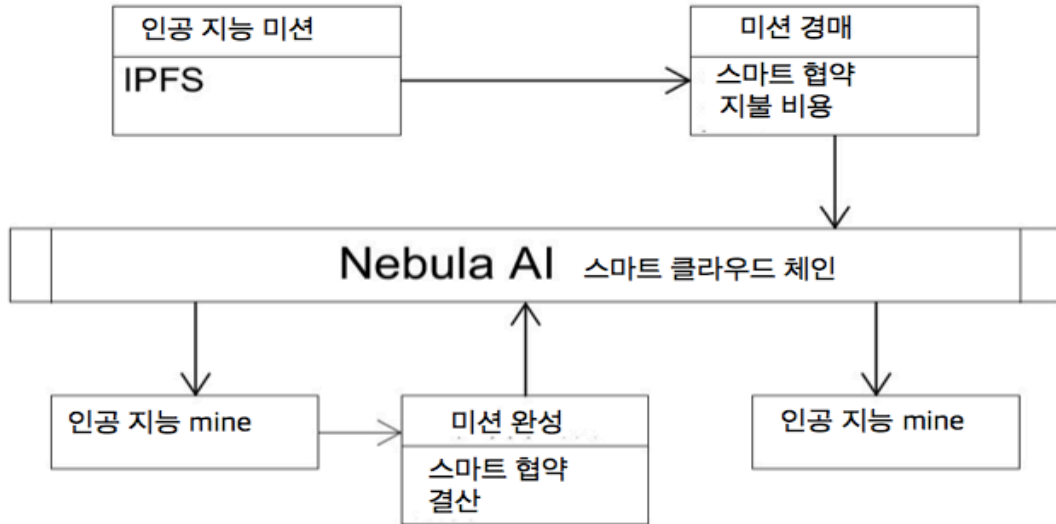 인공 지능 미션
IPFS
미션 경매
스마트 협약
지불 비용
Nebula AI 스마트 클라우드 체인
인공 지능 mine
미션 완성
스마트 협약
결산
인공 지능 mine